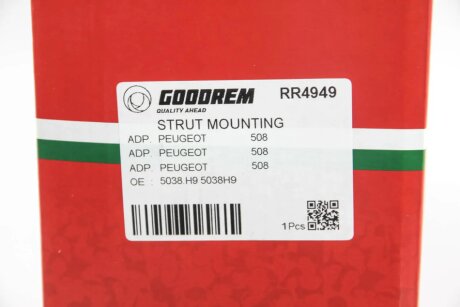 GOODREM RR4949
QUALITY AHEAD
STRUT MOUNTING
ADP. PEUGEOT 508
ADP. PEUGEOT 508
ADP. PEUGEOT 508
OE : 5038.H9 5038H9
1Pcs